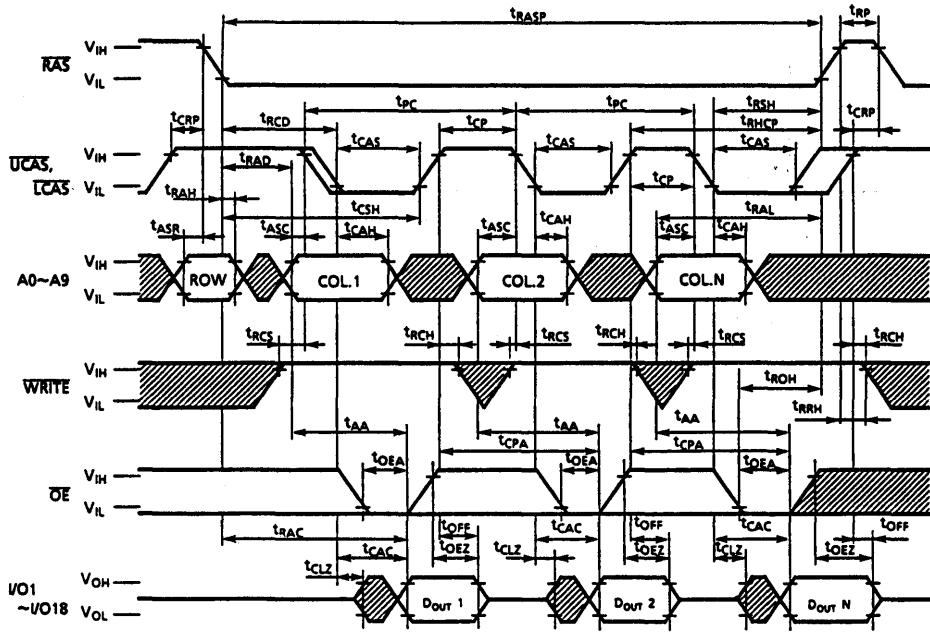 tRASP tRP
VIH
RAS
VIL
tPC tPC tRSH
tCRP tRCD tCP tRHCP tCRP
tCAS tCAS tCAS
VIH
UCAS, LCAS
VIL
tRAD tCP
tRAH tCSH tRAL
tASR tASC tCAH tASC tCAH tASC tCAH
VIH
A0~A9 ROW COL.1 COL.2 COL.N
VIL
tRCS tRCH tRCS tRCH tRCS tRCH
VIH
WRITE
VIL
tROH
tRRH
tAA tAA tAA
tCPA tCPA
tOEA tOEA tOEA
VIH
OE
VIL
tRAC tOFF tCAC tOFF tCAC tOFF
tCAC tOEZ tOEZ tOEZ
tCLZ tCLZ tCLZ
VOH
I/O1 ~I/O18 DOUT 1 DOUT 2 DOUT N
VOL